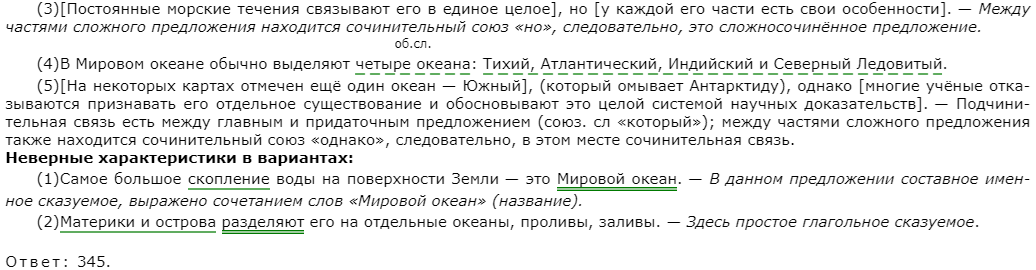 (3)[Постоянные морские течения связывают его в единое целое], но [у каждой его части есть свои особенности]. — Между
частями сложного предложения находится сочинительный союз «но», следовательно, это сложносочинённое предложение.
об.сл.
(4)В Мировом океане обычно выделяют четыре океана: Тихий, Атлантический, Индийский и Северный Ледовитый.
(5)[На некоторых картах отмечен ещё один океан — Южный], (который омывает Антарктиду), однако [многие учёные отка-
зываются признавать его отдельное существование и обосновывают это целой системой научных доказательств]. — Подчини-
тельная связь есть между главным и придаточным предложением (союз. сл «который»); между частями сложного предложения
также находится сочинительный союз «однако», следовательно, в этом месте сочинительная связь.
Неверные характеристики в вариантах:
(1)Самое большое скопление воды на поверхности Земли — это Мировой океан. — В данном предложении составное имен-
ное сказуемое, выражено сочетанием слов «Мировой океан» (название).
(2)Материки и острова разделяют его на отдельные океаны, проливы, заливы. — Здесь простое глагольное сказуемое.
Ответ: 345.